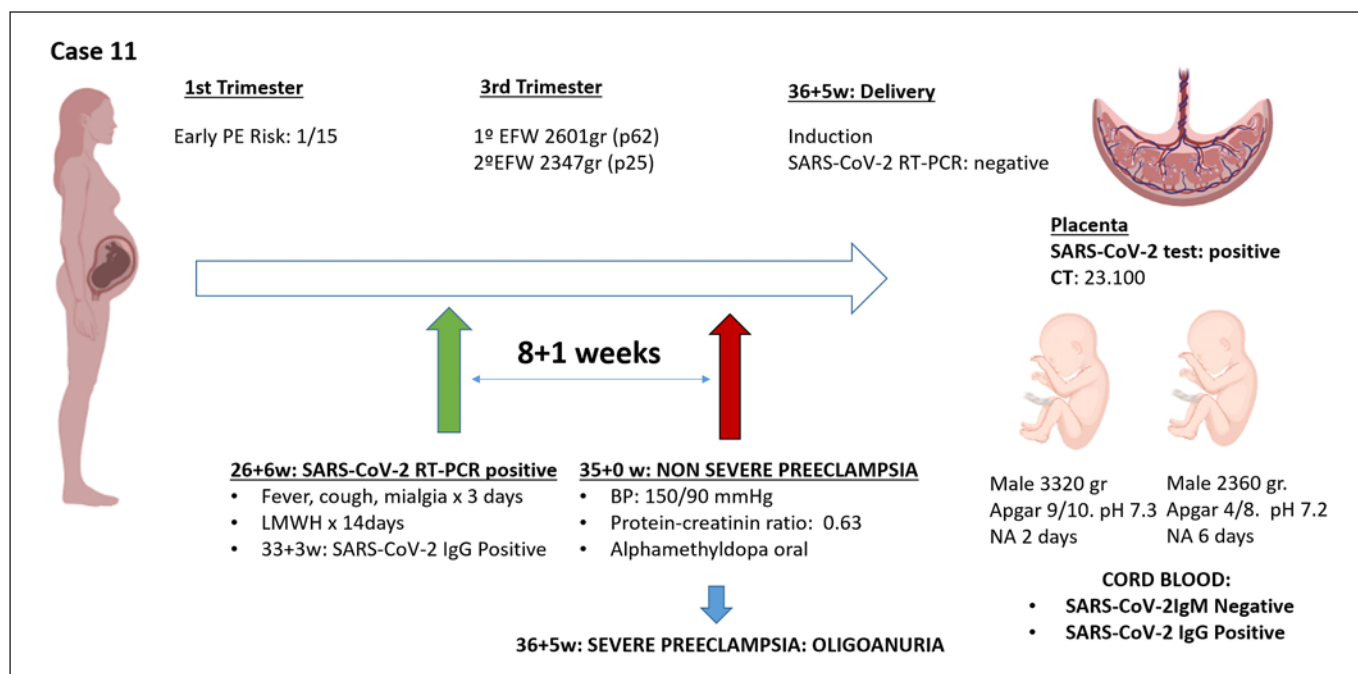 Case 11
1st Trimester
Early PE Risk: 1/15
3rd Trimester
1º EFW 2601gr (p62)
2ºEFW 2347gr (p25)
36+5w: Delivery
Induction
SARS-CoV-2 RT-PCR: negative
Placenta
SARS-CoV-2 test: positive
CT: 23.100
8+1 weeks
26+6w: SARS-CoV-2 RT-PCR positive
• Fever, cough, mialgia x 3 days
• LMWH x 14days
• 33+3w: SARS-CoV-2 IgG Positive
35+0 w: NON SEVERE PREECLAMPSIA
• BP: 150/90 mmHg
• Protein-creatinin ratio: 0.63
• Alphamethyldopa oral
36+5w: SEVERE PREECLAMPSIA: OLIGOANURIA
Male 3320 gr
Apgar 9/10. pH 7.3
NA 2 days
Male 2360 gr.
Apgar 4/8. pH 7.2
NA 6 days
CORD BLOOD:
• SARS-CoV-2IgM Negative
• SARS-CoV-2 IgG Positive